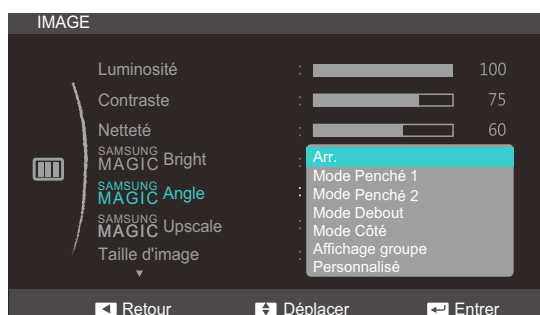 IMAGE
Luminosité : 100
Contraste : 75
Netteté : 60
SAMSUNG MAGIC Bright :
SAMSUNG MAGIC Angle :
SAMSUNG MAGIC Upscale :
Taille d'image :
Arr.
Mode Penché 1
Mode Penché 2
Mode Debout
Mode Côté
Affichage groupe
Personnalisé
Retour Déplacer Entrer